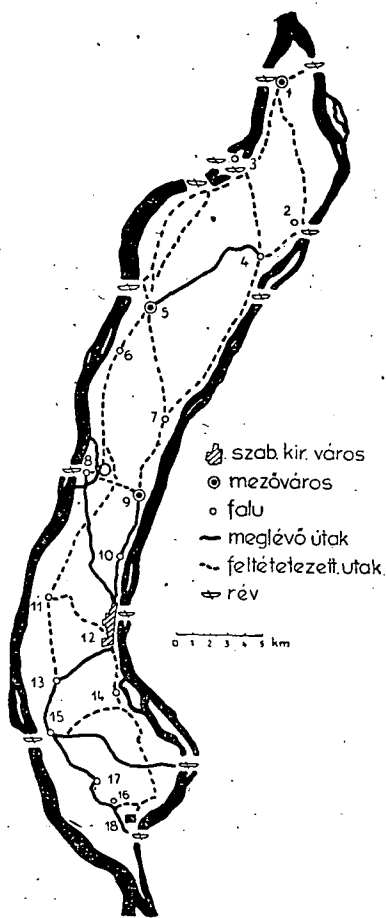 1
3
2
4
5
6
7
szab. kir. város
mezőváros
8
falu
9
meglévő útak
10
feltételezett utak
11
rév
12
0 1 2 3 4 5 km
13
14
15
17
16
18